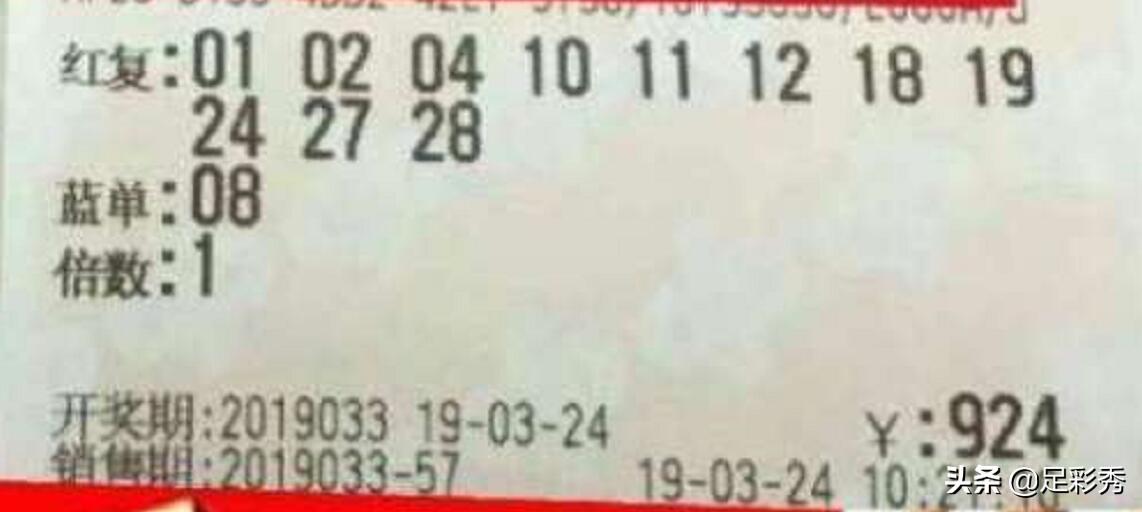 红复:01 02 04 10 11 12 18 19
24 27 28
蓝单:08
倍数:1
开奖期:2019033 19-03-24 ¥:924
销售期:2019033-57 19-03-24
头条 @足彩秀